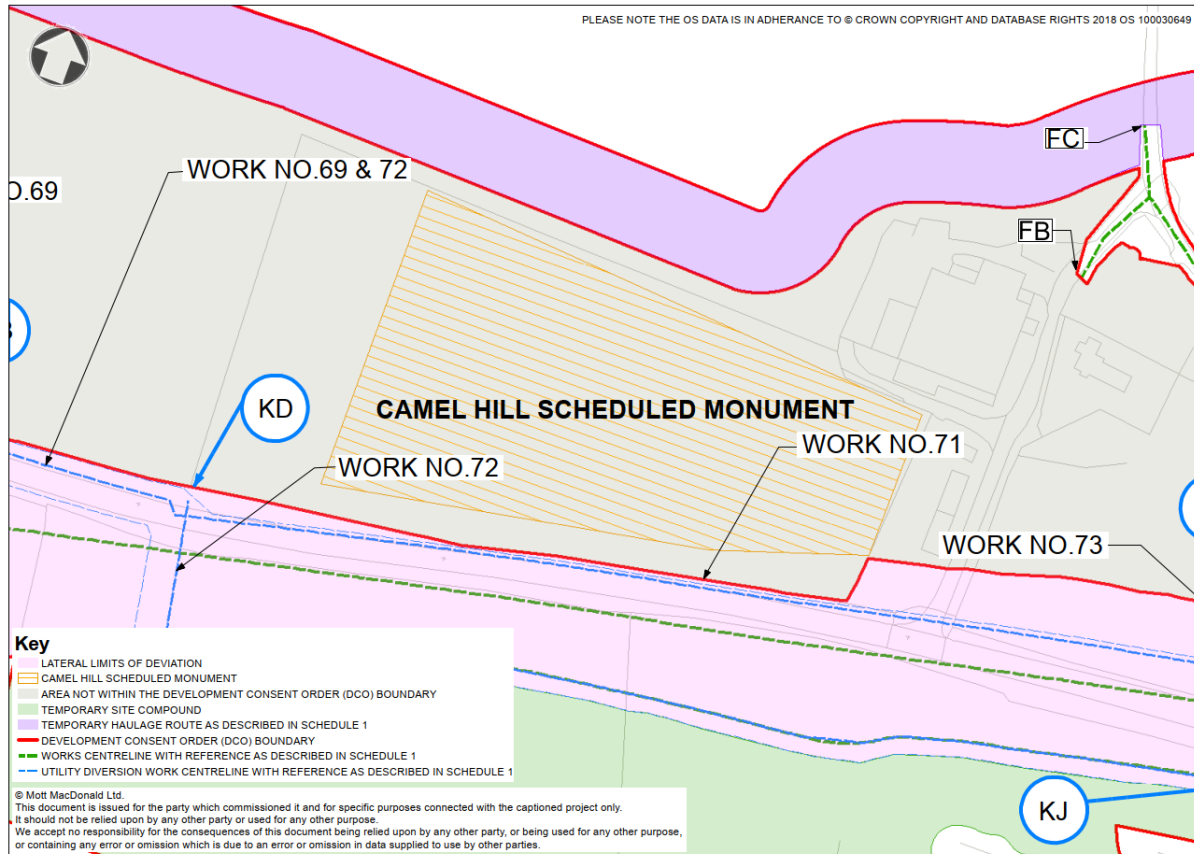 PLEASE NOTE THE OS DATA IS IN ADHERANCE TO © CROWN COPYRIGHT AND DATABASE RIGHTS 2018 OS 100030649
FC
WORK NO.69 & 72
O.69
FB
KD
CAMEL HILL SCHEDULED MONUMENT
WORK NO.71
WORK NO.72
WORK NO.73
Key
LATERAL LIMITS OF DEVIATION
CAMEL HILL SCHEDULED MONUMENT
AREA NOT WITHIN THE DEVELOPMENT CONSENT ORDER (DCO) BOUNDARY
TEMPORARY SITE COMPOUND
TEMPORARY HAULAGE ROUTE AS DESCRIBED IN SCHEDULE 1
DEVELOPMENT CONSENT ORDER (DCO) BOUNDARY
WORKS CENTRELINE WITH REFERENCE AS DESCRIBED IN SCHEDULE 1
UTILITY DIVERSION WORK CENTRELINE WITH REFERENCE AS DESCRIBED IN SCHEDULE 1
© Mott MacDonald Ltd.
This document is issued for the party which commissioned it and for specific purposes connected with the captioned project only.
It should not be relied upon by any other party or used for any other purpose.
We accept no responsibility for the consequences of this document being relied upon by any other party, or being used for any other purpose,
or containing any error or omission which is due to an error or omission in data supplied to use by other parties.
KJ